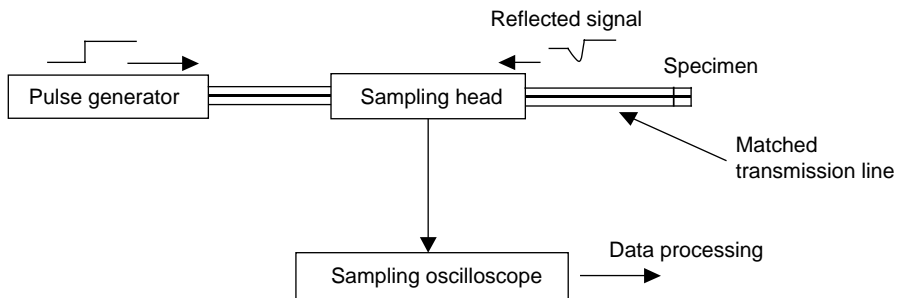 Reflected signal
Specimen
Pulse generator
Sampling head
Matched
transmission line
Sampling oscilloscope
Data processing